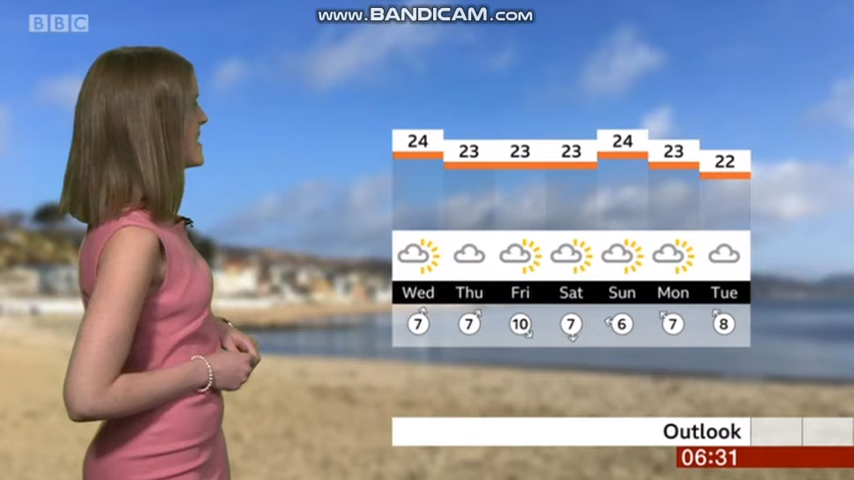 BBC
www.BANDICAM.com
24 23 23 23 24 23 22
Wed Thu Fri Sat Sun Mon Tue
7 7 10 7 6 7 8
Outlook
06:31